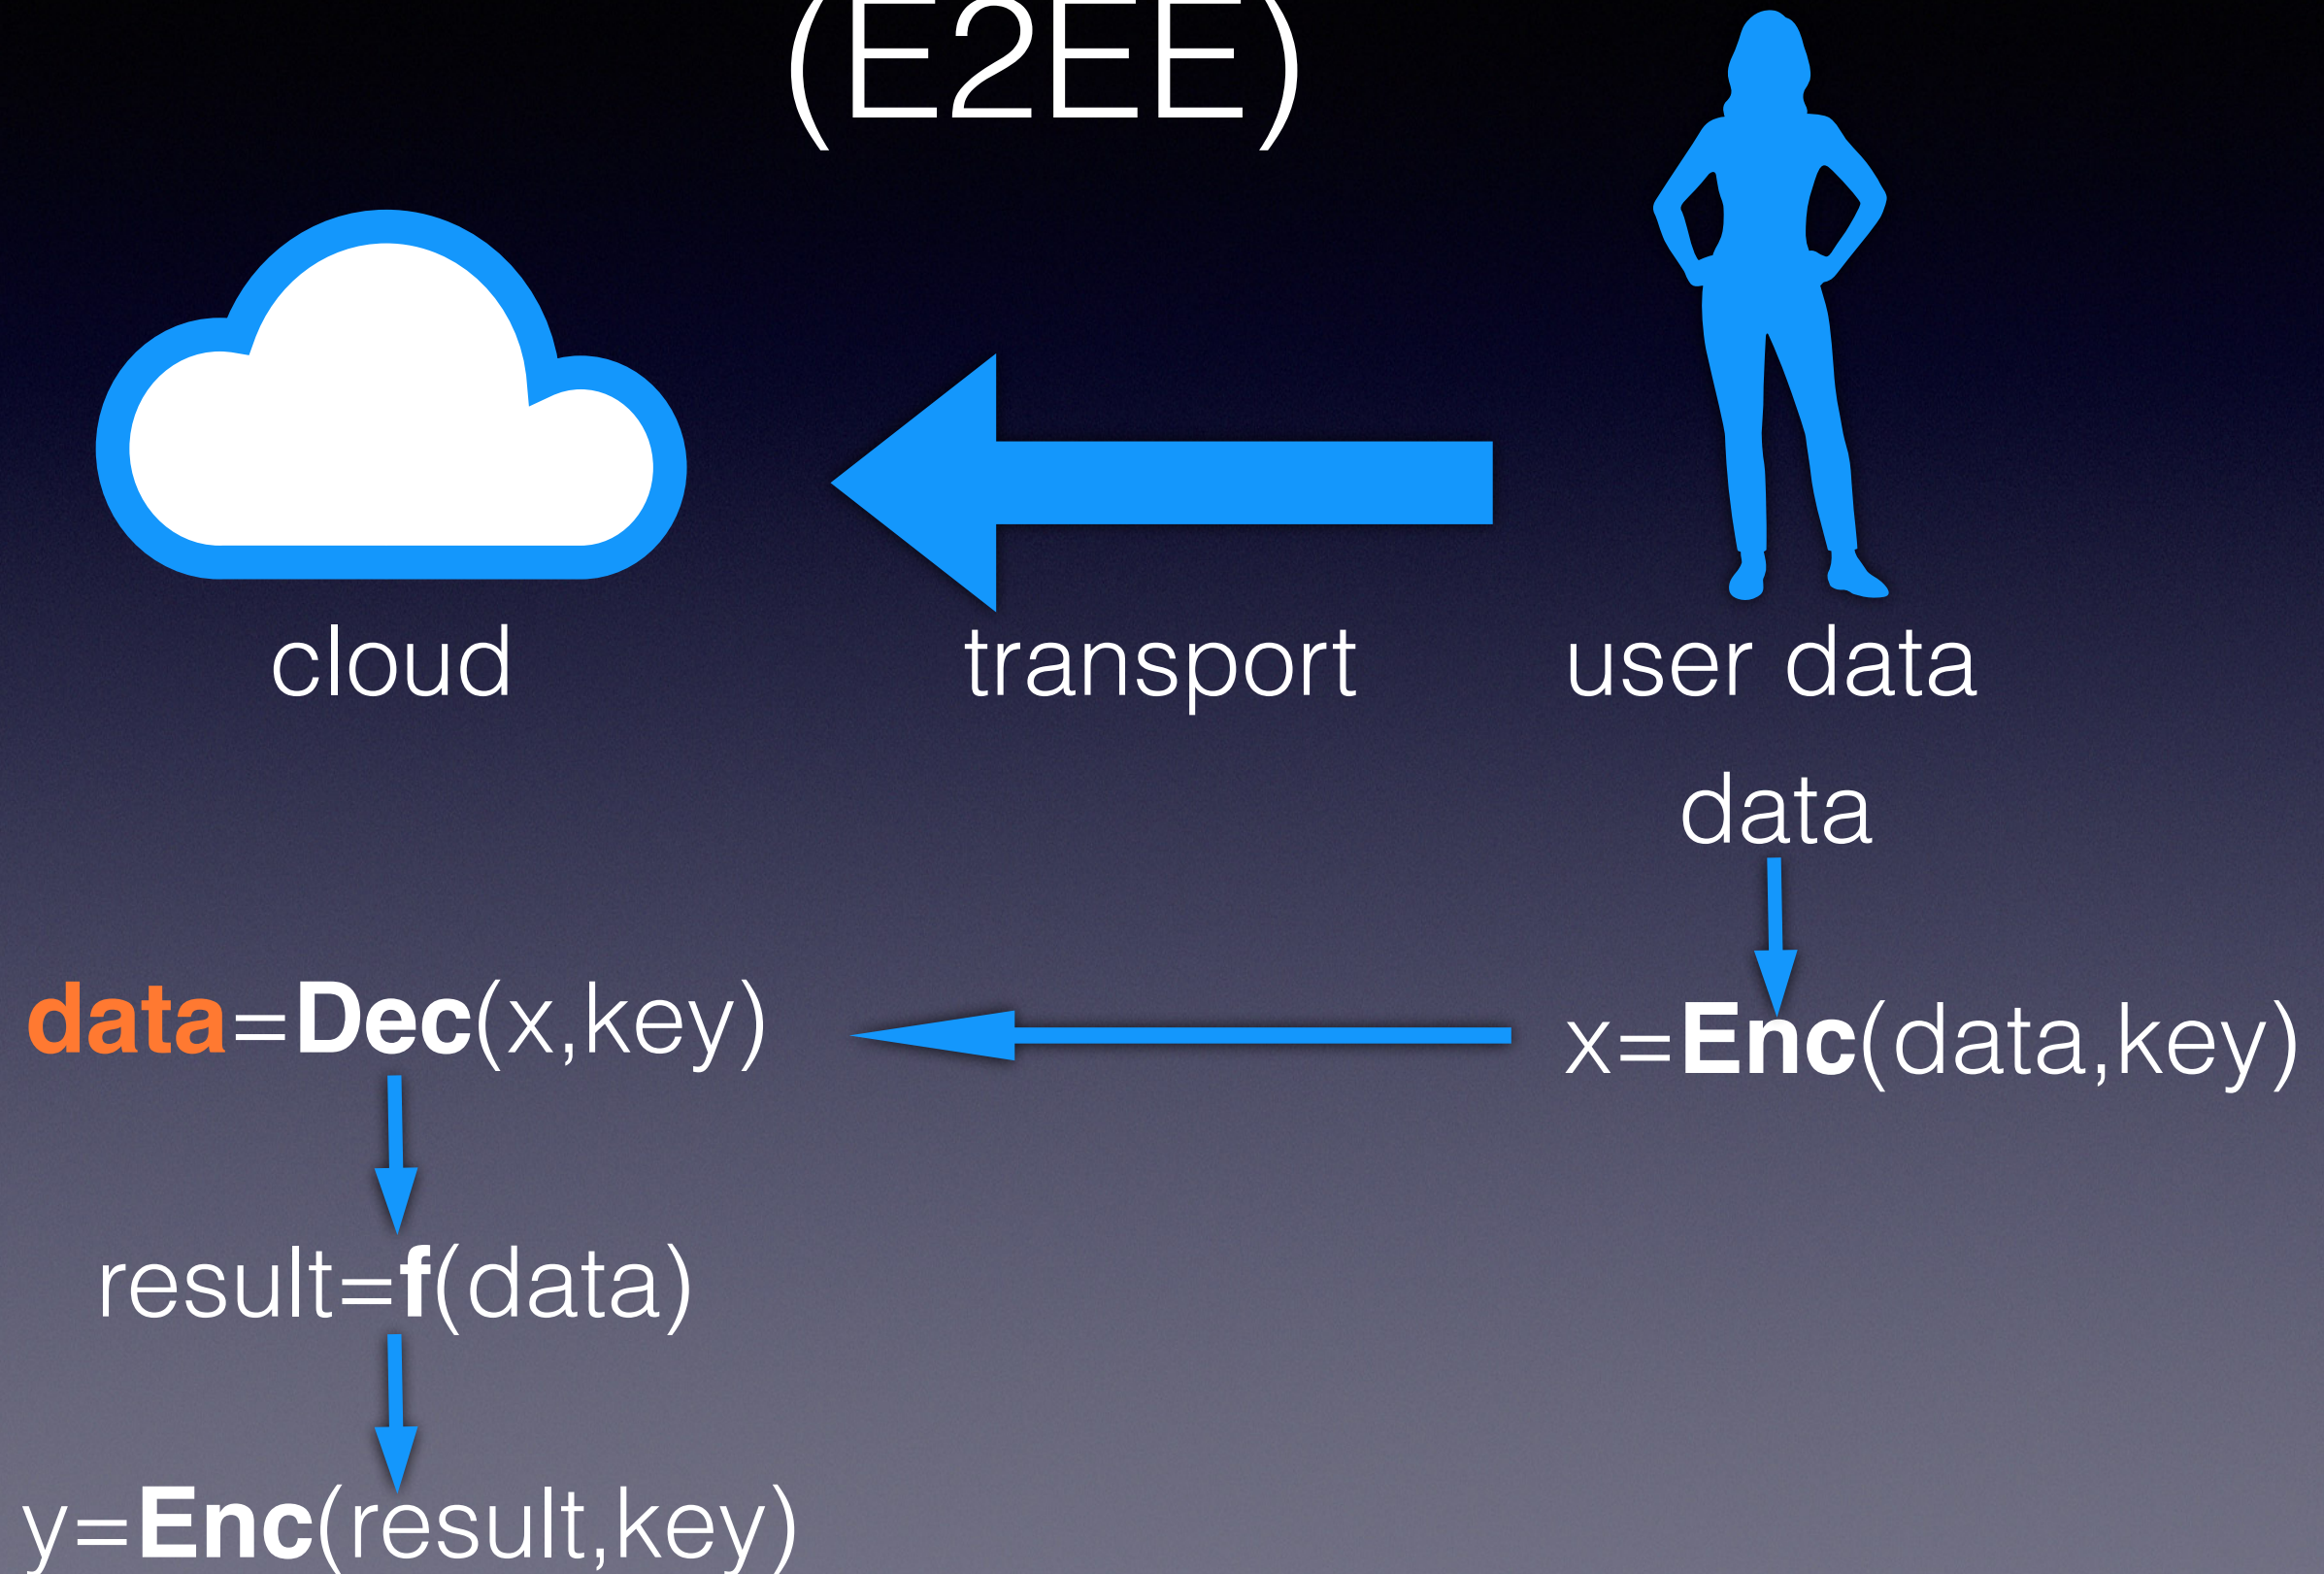 (E2EE)
cloud
transport
user data
data
data=Dec(x,key)
x=Enc(data,key)
result=f(data)
y=Enc(result,key)